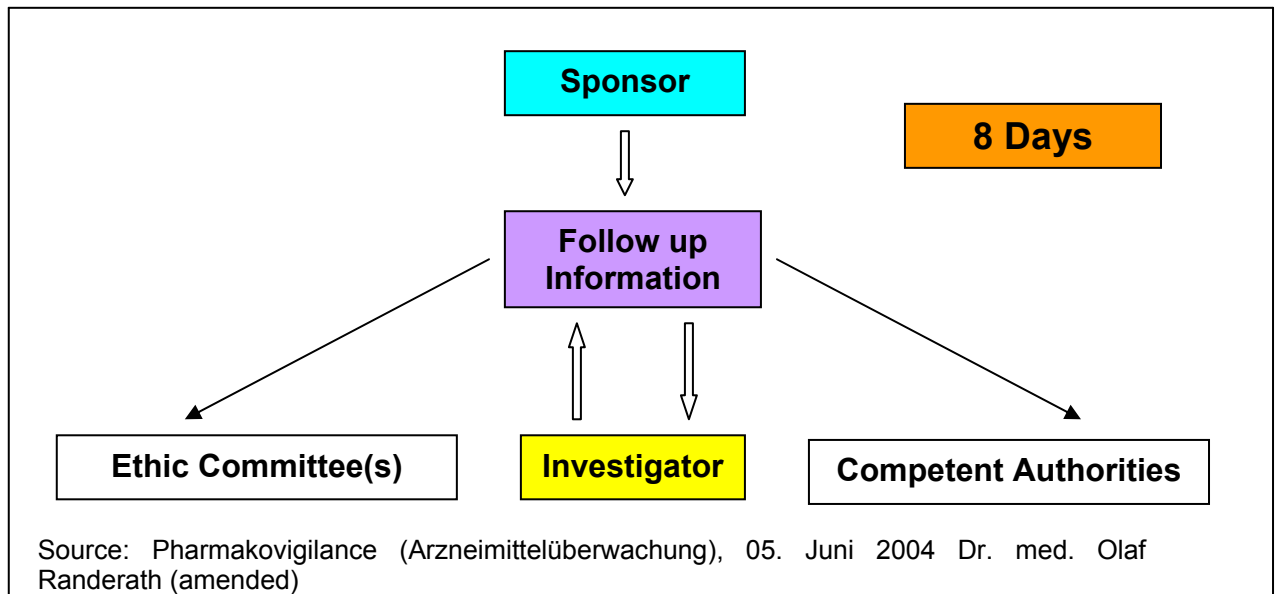 Sponsor
8 Days
Follow up
Information
Ethic Committee(s)
Investigator
Competent Authorities
Source: Pharmakovigilance (Arzneimittelüberwachung), 05. Juni 2004 Dr. med. Olaf
Randerath (amended)